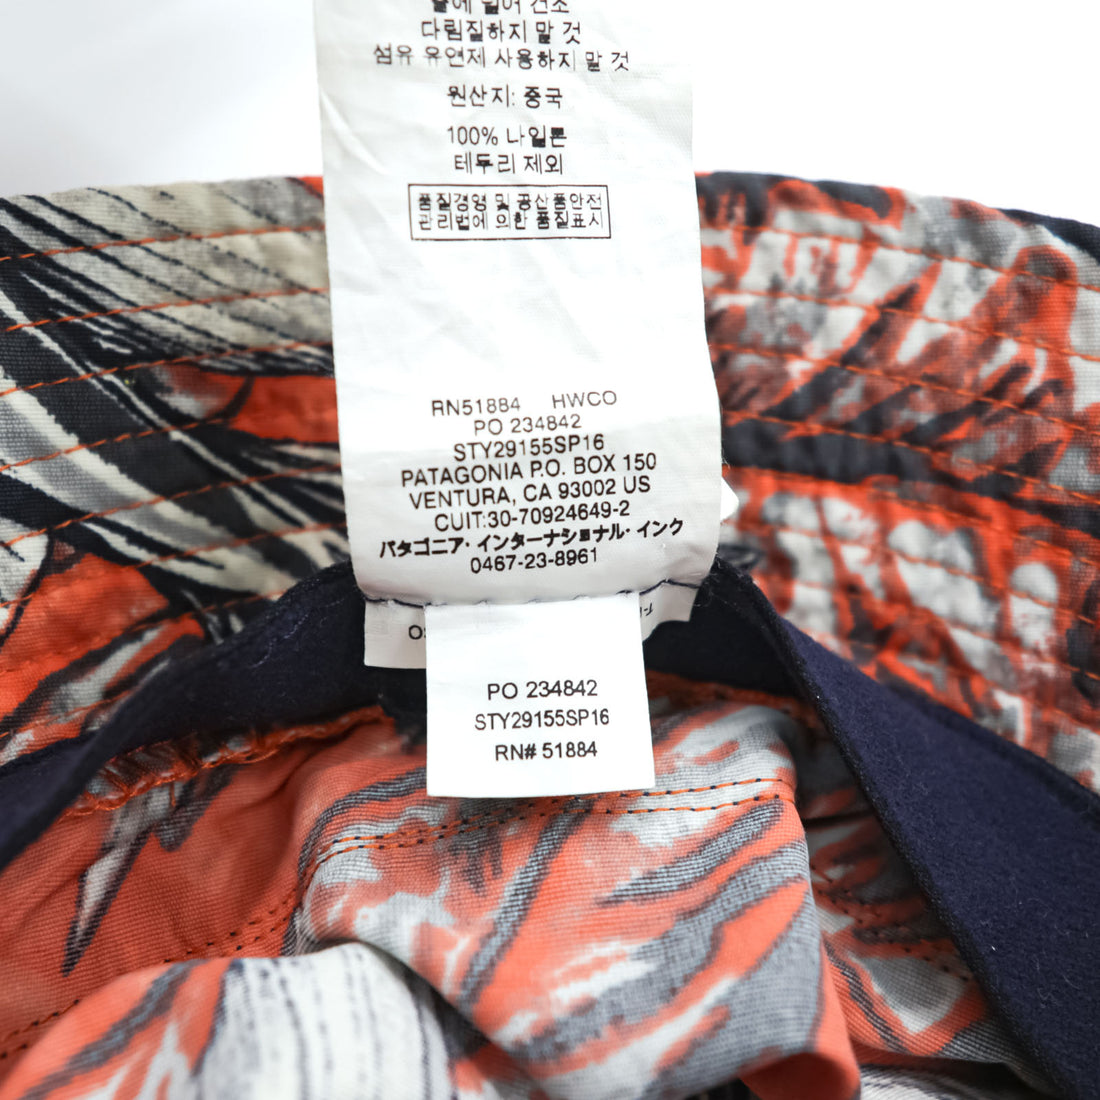 다림질하지 말 것
섬유 유연제 사용하지 말 것
원산지: 중국
100% 나일론
테두리 제외
품질경영 및 공산품안전
관리법에 의한 품질표시
RN51884 HWCO
PO 234842
STY29155SP16
PATAGONIA P.O. BOX 150
VENTURA, CA 93002 US
CUIT:30-70924649-2
パタゴニア・インターナショナル・インク
0467-23-8961
PO 234842
STY29155SP16
RN# 51884